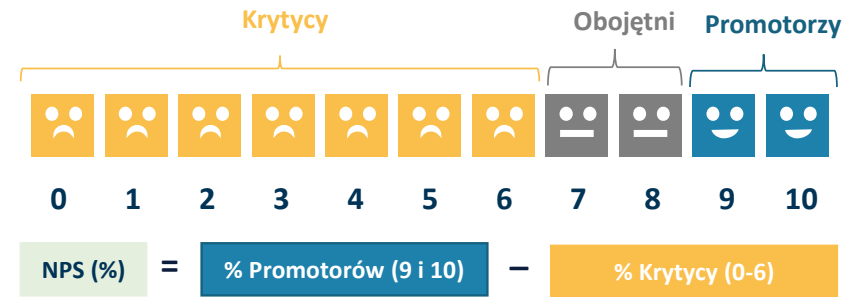 Krytycy Obojętni Promotorzy
0 1 2 3 4 5 6 7 8 9 10
NPS (%) = % Promotorów (9 i 10) – % Krytycy (0-6)